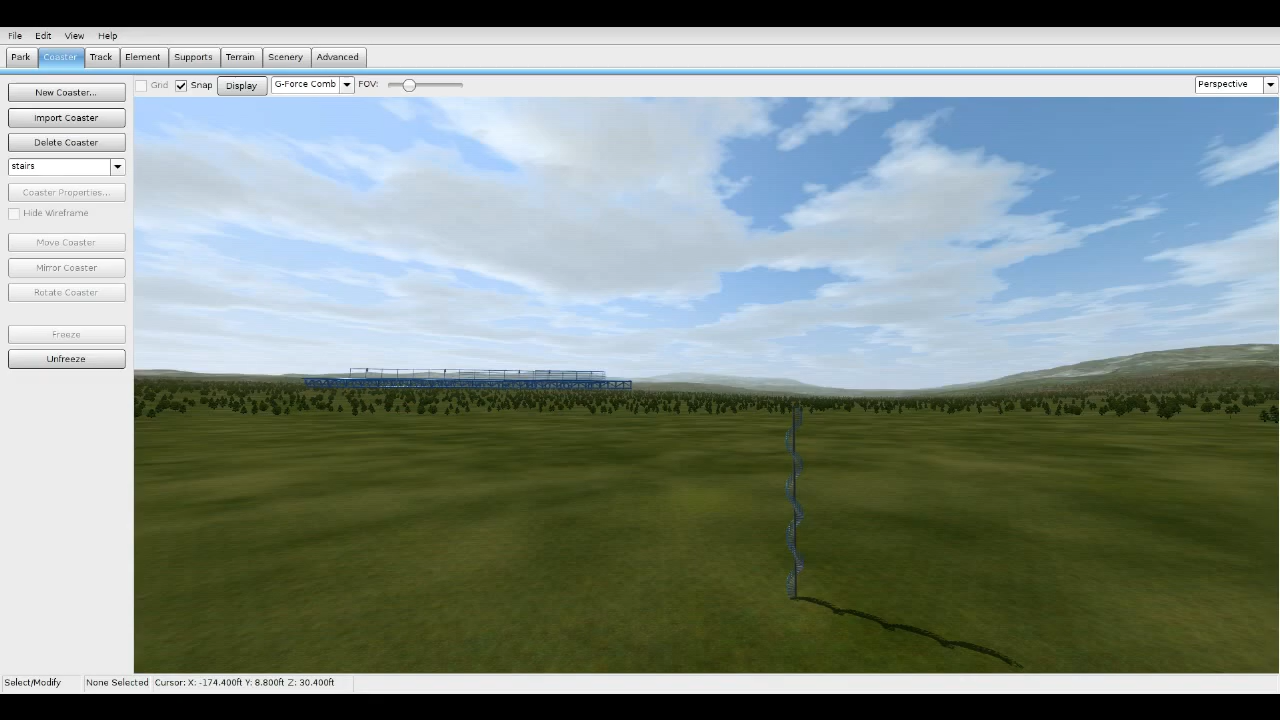 File Edit View Help
Park Coaster Track Element Supports Terrain Scenery Advanced
New Coaster... Grid Snap Display G-Force Comb FOV: Perspective
Import Coaster
Delete Coaster
stairs
Coaster Properties...
Hide Wireframe
Move Coaster
Mirror Coaster
Rotate Coaster
Freeze
Unfreeze
Select/Modify None Selected Cursor: X: -174.400ft Y: 8.800ft Z: 30.400ft